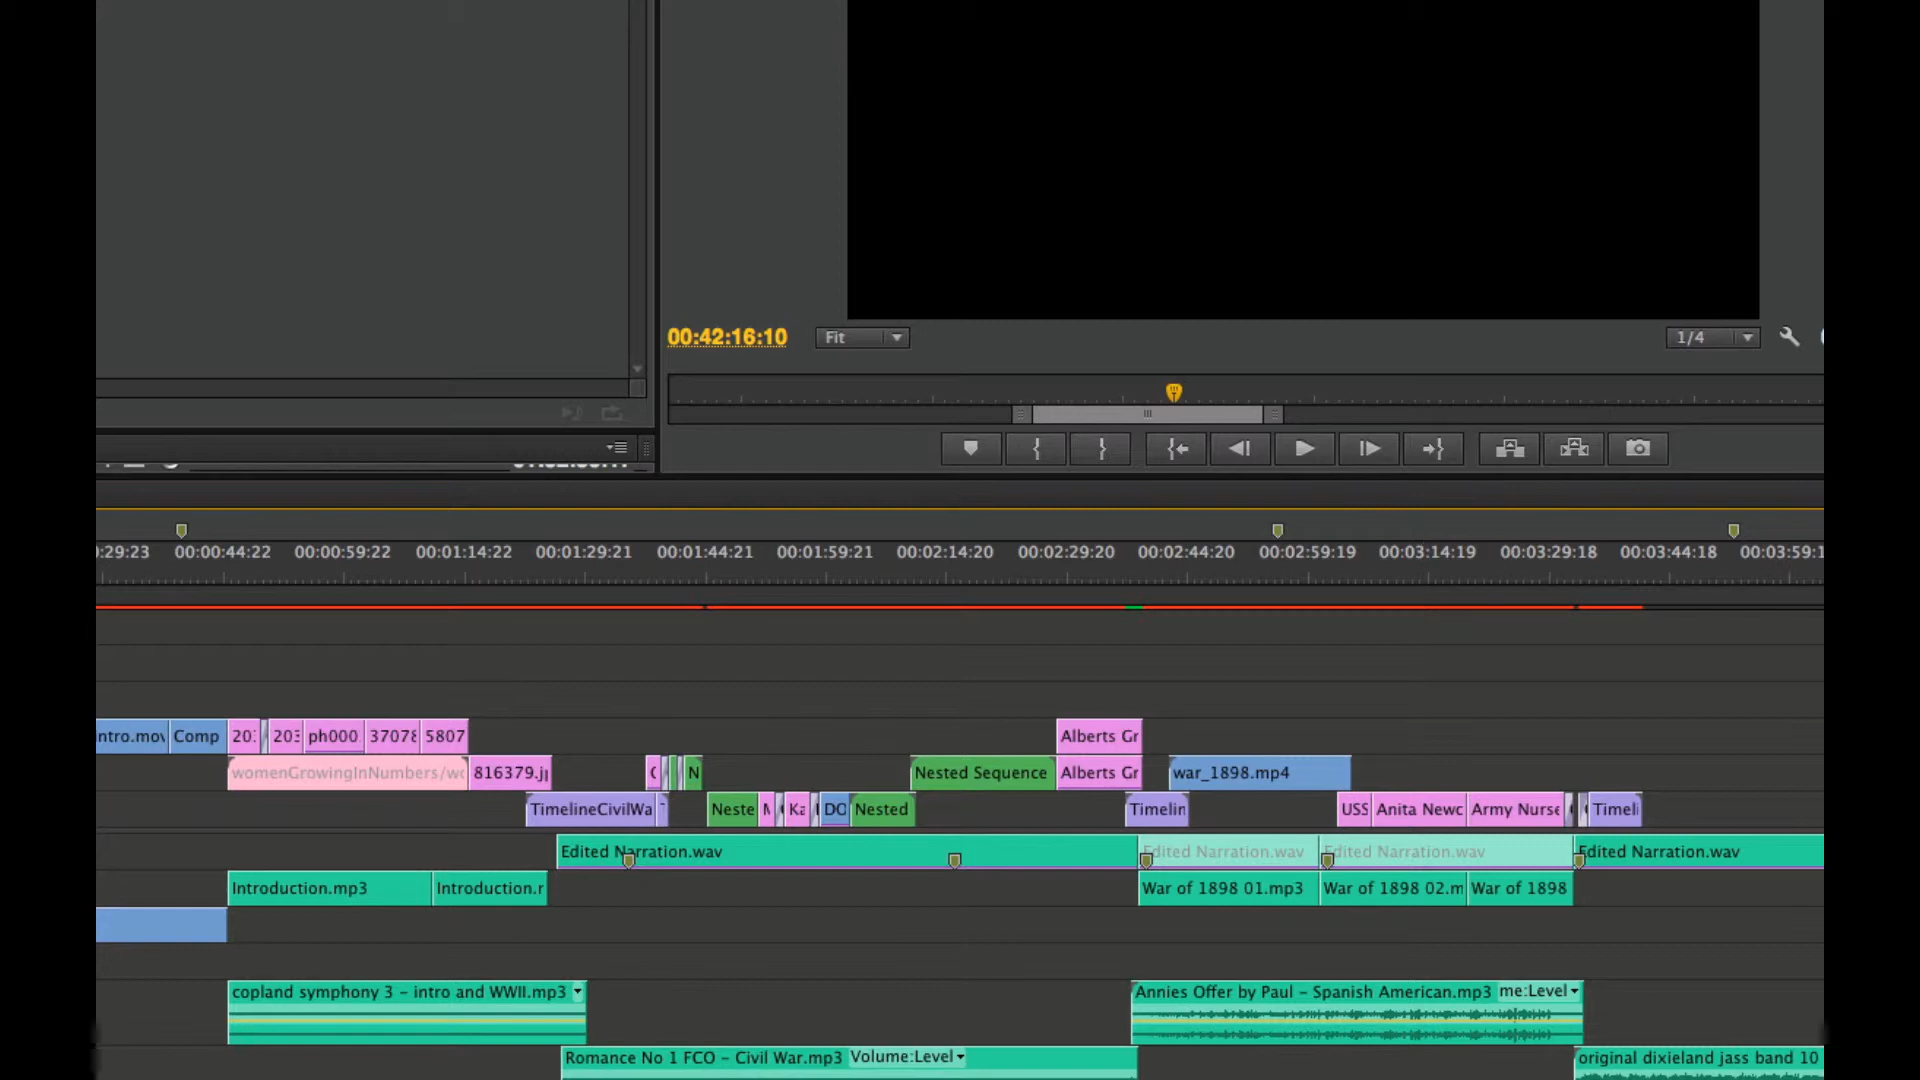 00:42:16:10 Fit 1/4
:29:23 00:00:44:22 00:00:59:22 00:01:14:22 00:01:29:21 00:01:44:21 00:01:59:21 00:02:14:20 00:02:29:20 00:02:44:20 00:02:59:19 00:03:14:19 00:03:29:18 00:03:44:18 00:03:59:1
ntro.mov Comp 20 203 ph000 37078 5807 Alberts Gr
womenGrowingInNumbers/wo 816379.j N Nested Sequence Alberts Gr war_1898.mp4
TimelineCivilWa Neste Ka DO Nested Timelin USS Anita Newc Army Nurse Timeli
Edited Narration.wav Edited Narration.wav Edited Narration.wav Edited Narration.wav
Introduction.mp3 Introduction.r War of 1898 01.mp3 War of 1898 02.m War of 1898
copland symphony 3 – intro and WWII.mp3 Annies Offer by Paul – Spanish American.mp3 me:Level
Romance No 1 FCO – Civil War.mp3 Volume:Level original dixieland jass band 10